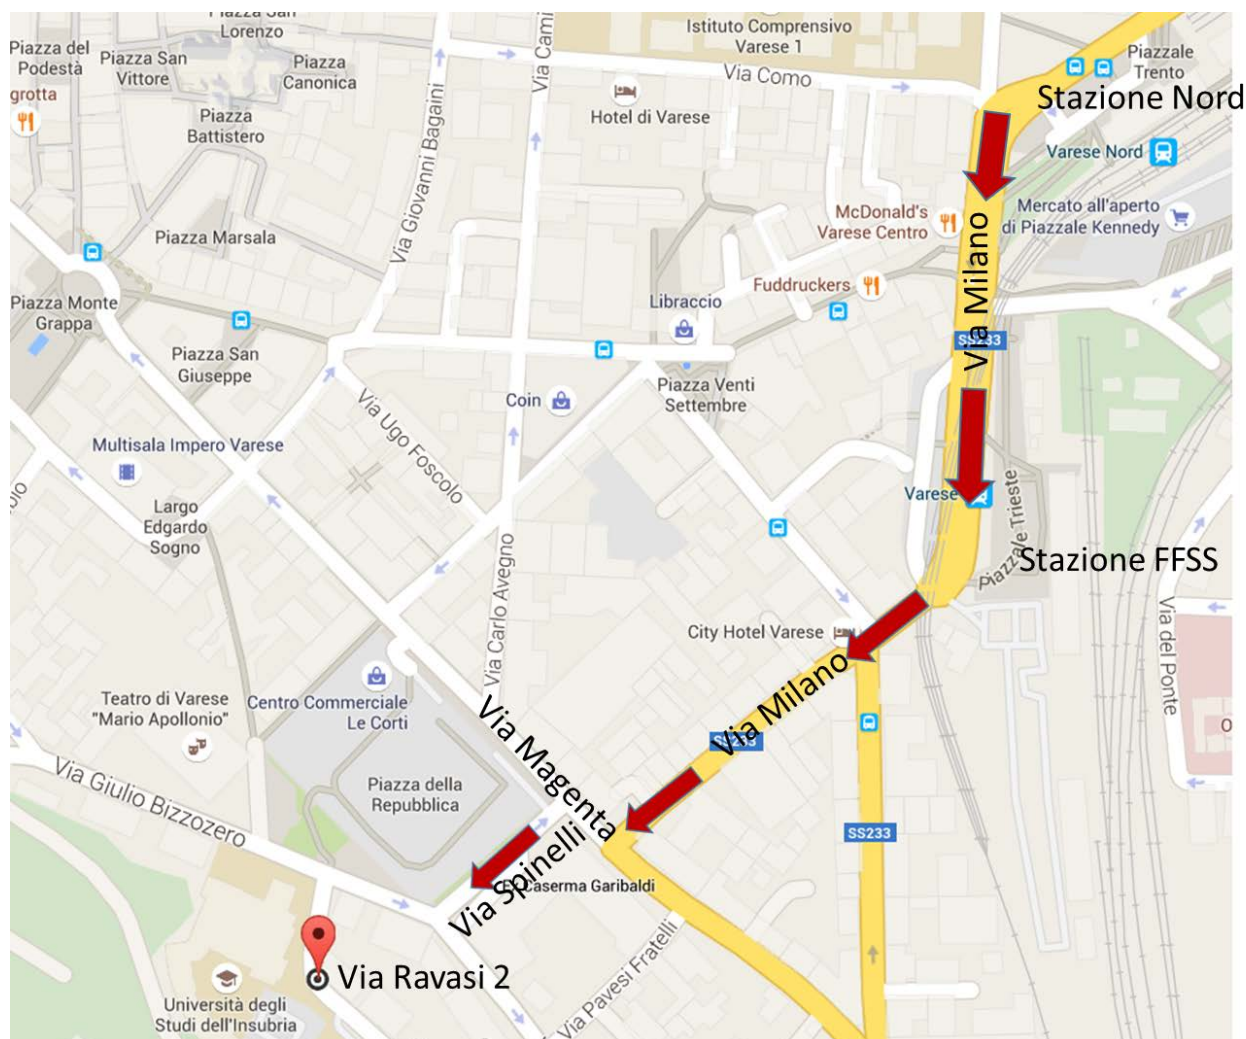 Piazza San
Lorenzo
Istituto Comprensivo
Varese 1
Piazza del
Podestà
Piazza San
Vittore
Piazza
Canonica
Via Cami
Piazzale
Trento
Via Como
grotta
Stazione Nord
Hotel di Varese
Piazza
Battistero
Via Giovanni Bagaini
Varese Nord
McDonald's
Varese Centro
Mercato all'aperto
di Piazzale Kennedy
Piazza Marsala
Via Milano
Fuddruckers
Libraccio
Piazza Monte
Grappa
SS233
Piazza San
Giuseppe
Piazza Venti
Settembre
Coin
Via Ugo Foscolo
Multisala Impero Varese
Varese
Largo
Edgardo
Sogno
Piazzale Trieste
Stazione FFSS
Via Carlo Avegno
City Hotel Varese
Via del Ponte
Teatro di Varese
"Mario Apollonio"
Centro Commerciale
Le Corti
Via Magenta
Via Milano
SS233
O
Piazza della
Repubblica
Via Giulio Bizzozero
SS233
Via Spinelli
Ex Caserma Garibaldi
Via Ravasi 2
Via Pavesi Fratelli
Università degli
Studi dell'Insubria